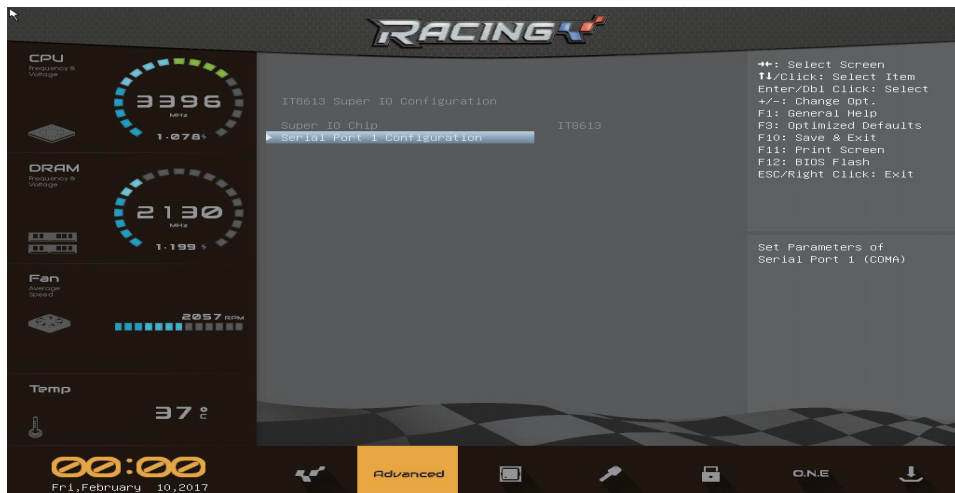 RACING
CPU
Frequency &
Voltage
3396
MHz
1.078
DRAM
Frequency &
Voltage
2130
MHz
1.199
Fan
Average
Speed
2057 RPM
Temp
37 °C
00:00
Fri,February 10,2017
IT8613 Super IO Configuration
Super IO Chip IT8613
Serial Port 1 Configuration
→←: Select Screen
↑↓/Click: Select Item
Enter/Dbl Click: Select
+/-: Change Opt.
F1: General Help
F3: Optimized Defaults
F10: Save & Exit
F11: Print Screen
F12: BIOS Flash
ESC/Right Click: Exit
Set Parameters of
Serial Port 1 (COMA)
Advanced
O.N.E